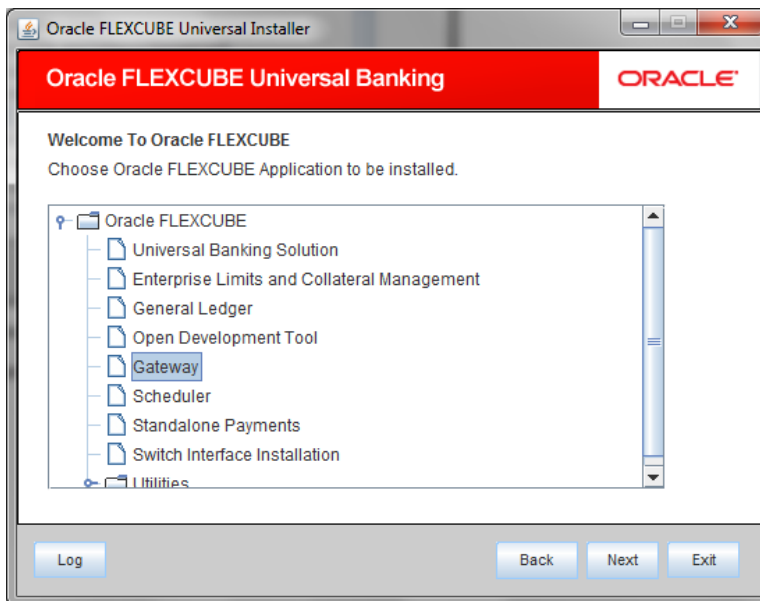 Oracle FLEXCUBE Universal Installer
Oracle FLEXCUBE Universal Banking
ORACLE
Welcome To Oracle FLEXCUBE
Choose Oracle FLEXCUBE Application to be installed.
Oracle FLEXCUBE
Universal Banking Solution
Enterprise Limits and Collateral Management
General Ledger
Open Development Tool
Gateway
Scheduler
Standalone Payments
Switch Interface Installation
Utilities
Log Back Next Exit